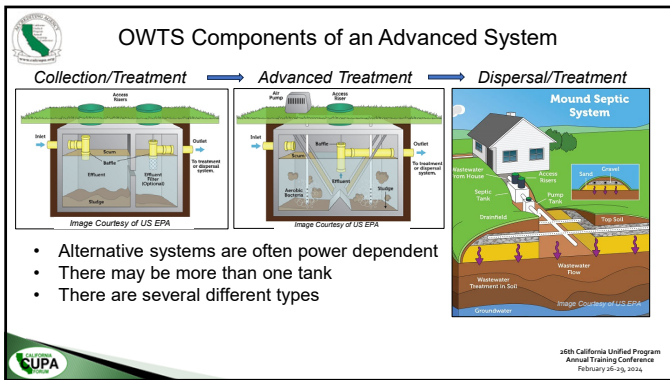 OWTS Components of an Advanced System
Collection/Treatment
Advanced Treatment
Dispersal/Treatment
Access
Risers
Inlet
Outlet
To treatment
or dispersal
system.
Scum
Baffle
Effluent
Effluent
Filter
(Optional)
Sludge
Image Courtesy of US EPA
Air
Pump
Access
Riser
Inlet
Outlet
To treatment
or dispersal
system.
Baffle
Scum
Effluent
Aerobic
Bacteria
Sludge
Image Courtesy of US EPA
Mound Septic
System
Wastewater
From House
Access
Risers
Septic
Tank
Pump
Tank
Drainfield
Gravel
Sand
Top Soil
Wastewater
Treatment in Soil
Wastewater
Flow
Image Courtesy of US EPA
Groundwater
• Alternative systems are often power dependent
• There may be more than one tank
• There are several different types
CALIFORNIA
CUPA
FORUM
26th California Unified Program
Annual Training Conference
February 26-29, 2024